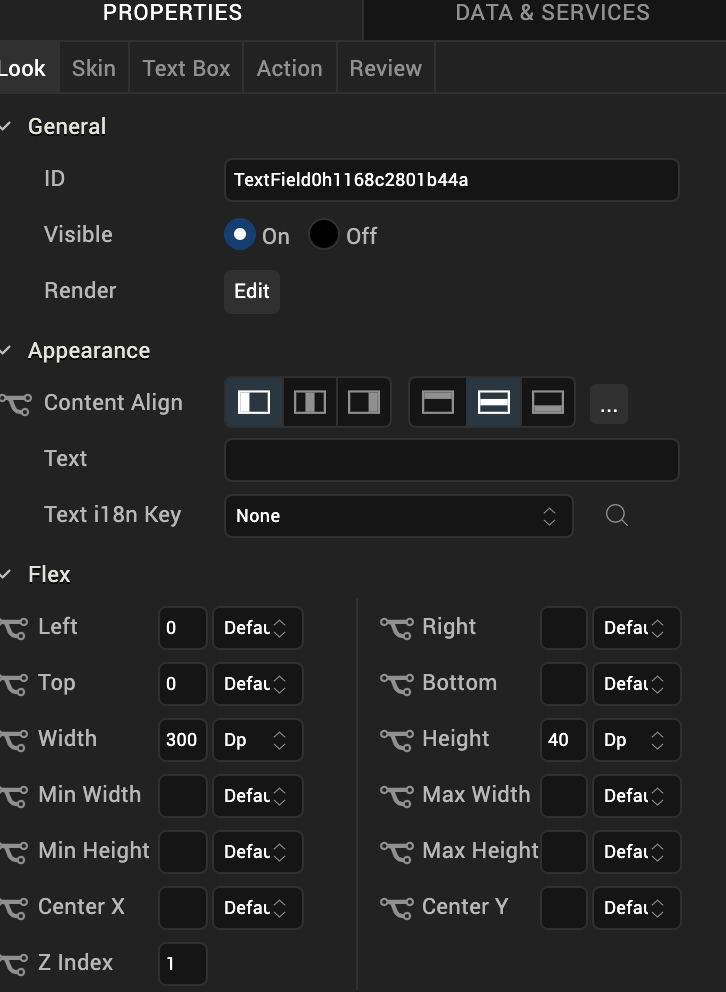 PROPERTIES DATA & SERVICES
Look Skin Text Box Action Review
General
ID TextField0h1168c2801b44a
Visible On Off
Render Edit
Appearance
Content Align ...
Text
Text i18n Key None
Flex
Left 0 Defau Right Defau
Top 0 Defau Bottom Defau
Width 300 Dp Height 40 Dp
Min Width Defau Max Width Defau
Min Height Defau Max Height Defau
Center X Defau Center Y Defau
Z Index 1